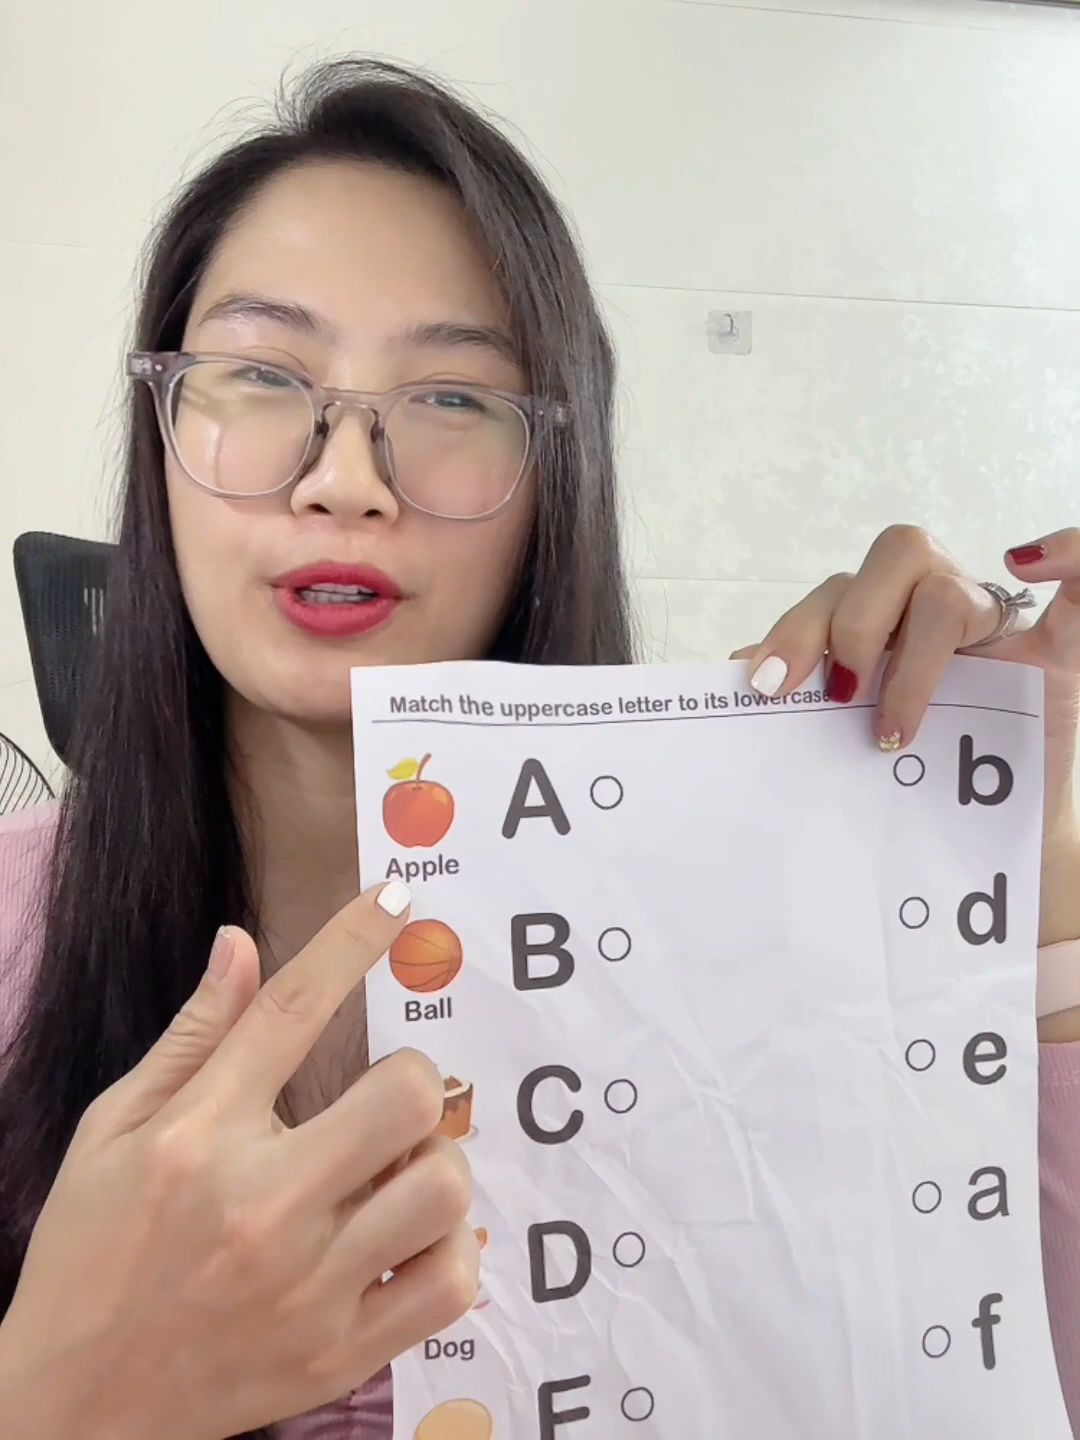 Match the uppercase letter to its lowercase
A b
Apple
B d
Ball
C e
D a
Dog
f